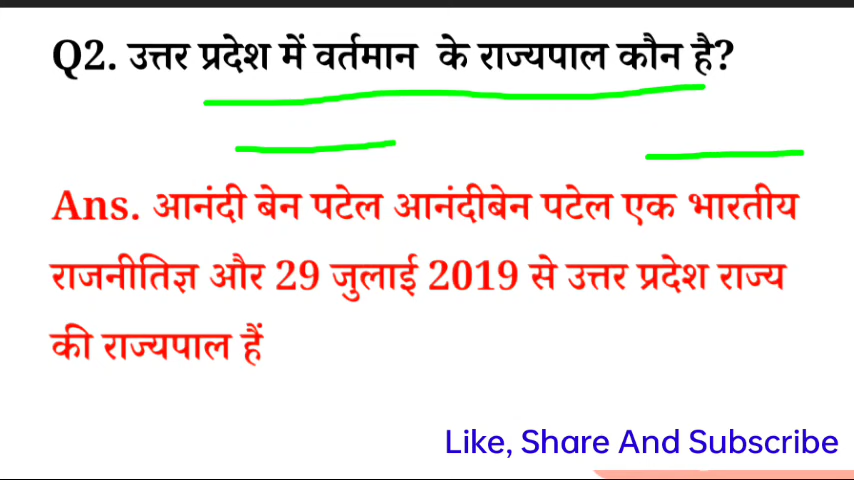 Q2. उत्तर प्रदेश में वर्तमान के राज्यपाल कौन है?
Ans. आनंदी बेन पटेल आनंदीबेन पटेल एक भारतीय
राजनीतिज्ञ और 29 जुलाई 2019 से उत्तर प्रदेश राज्य
की राज्यपाल हैं
Like, Share And Subscribe